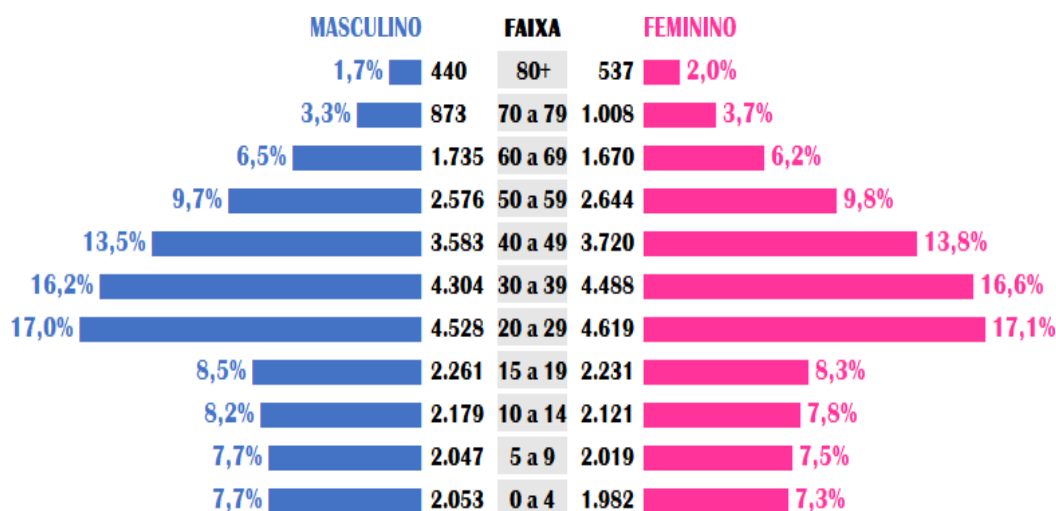 MASCULINO FAIXA FEMININO
1,7% 440 80+ 537 2,0%
3,3% 873 70 a 79 1.008 3,7%
6,5% 1.735 60 a 69 1.670 6,2%
9,7% 2.576 50 a 59 2.644 9,8%
13,5% 3.583 40 a 49 3.720 13,8%
16,2% 4.304 30 a 39 4.488 16,6%
17,0% 4.528 20 a 29 4.619 17,1%
8,5% 2.261 15 a 19 2.231 8,3%
8,2% 2.179 10 a 14 2.121 7,8%
7,7% 2.047 5 a 9 2.019 7,5%
7,7% 2.053 0 a 4 1.982 7,3%